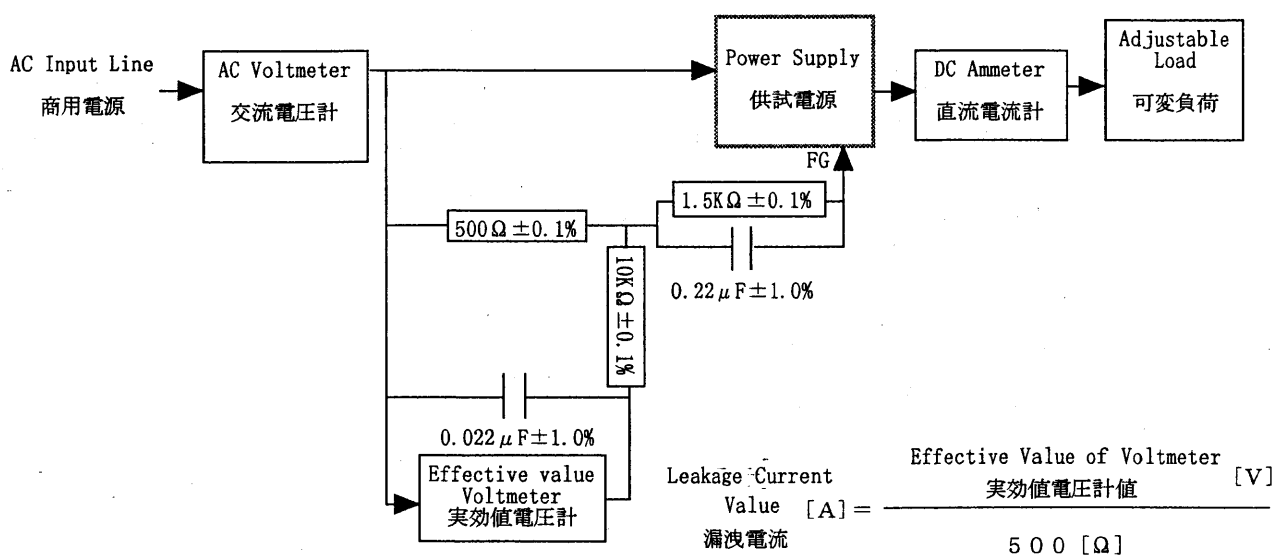 AC Input Line
商用電源
AC Voltmeter
交流電圧計
Power Supply
供試電源
DC Ammeter
直流電流計
Adjustable
Load
可変負荷
FG
1.5KΩ±0.1%
500Ω±0.1%
0.22μF±1.0%
10KΩ±0.1%
0.022μF±1.0%
Effective value
Voltmeter
実効値電圧計
Leakage Current
Value [A]=
漏洩電流
Effective Value of Voltmeter
実効値電圧計値 [V]
500 [Ω]